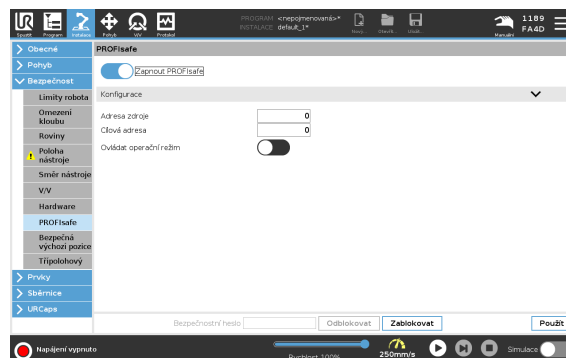 PROGRAM <nepojmenovaná>*
INSTALACE default_1*
Spustit Program Instalace Pohyb V/V Protokol
Nový... Otevřít... Uložit...
Manuální
1189
FA4D
Obecné
Pohyb
Bezpečnost
Limity robota
Omezení
kloubu
Roviny
Poloha
nástroje
Směr nástroje
V/V
Hardware
PROFIsafe
Bezpečná
výchozí pozice
Třípolohový
Prvky
Sběrnice
URCaps
PROFIsafe
Zapnout PROFIsafe
Konfigurace
Adresa zdroje 0
Cílová adresa 0
Ovládat operační režim
Bezpečnostní heslo Odblokovat Zablokovat Použít
Napájení vypnuto
Rychlost 100%
250mm/s
Simulace